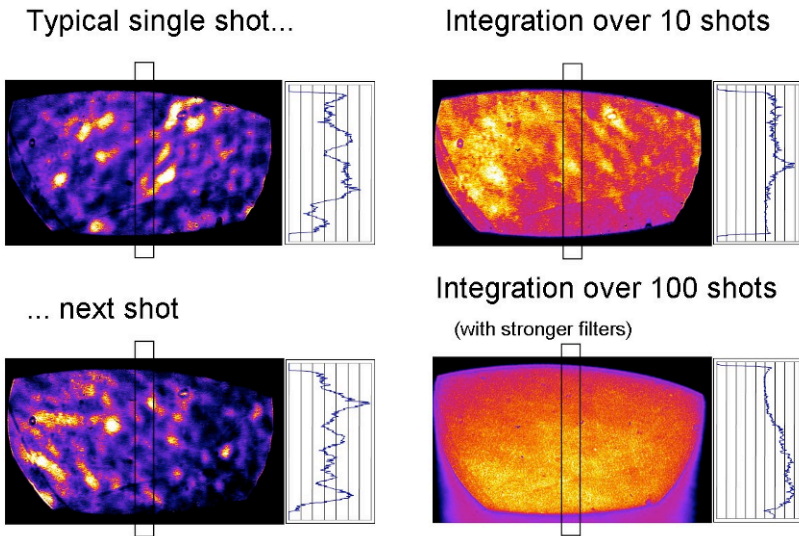 Typical single shot...
Integration over 10 shots
... next shot
Integration over 100 shots
(with stronger filters)